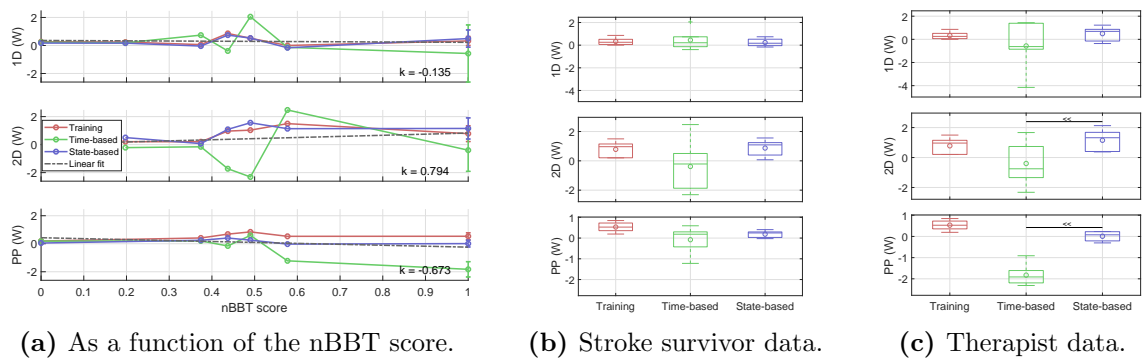 2
0
-2
1D (W)
k = -0.135
2
0
-2
2D (W)
Training
Time-based
State-based
Linear fit
k = 0.794
2
0
-2
PP (W)
k = -0.673
0 0.1 0.2 0.3 0.4 0.5 0.6 0.7 0.8 0.9 1
nBBT score
(a) As a function of the nBBT score.
2
0
-2
-4
1D (W)
2
0
-2
2D (W)
1
0
-1
-2
PP (W)
Training Time-based State-based
(b) Stroke survivor data.
2
0
-2
-4
1D (W)
<<
2
0
-2
2D (W)
<<
1
0
-1
-2
PP (W)
Training Time-based State-based
(c) Therapist data.